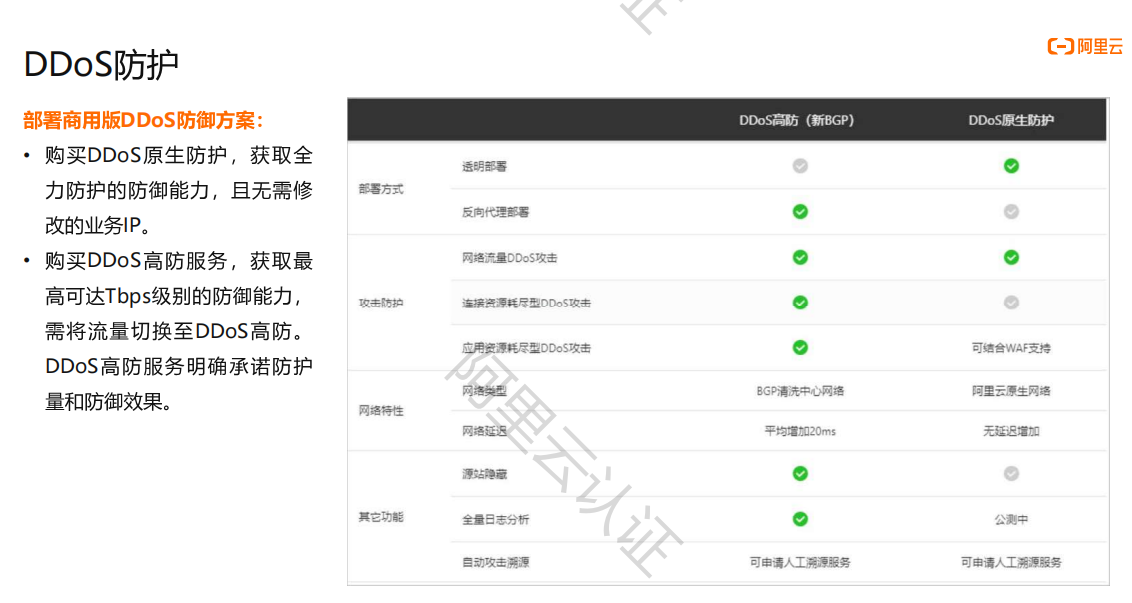 证
DDoS防护
阿里云
部署商用版DDoS防御方案：
• 购买DDoS原生防护，获取全
力防护的防御能力，且无需修
改的业务IP。
• 购买DDoS高防服务，获取最
高可达Tbps级别的防御能力，
需将流量切换至DDoS高防。
DDoS高防服务明确承诺防护
量和防御效果。
DDoS高防（新BGP） DDoS原生防护
部署方式
透明部署
反向代理部署
攻击防护
网络流量DDoS攻击
连接资源耗尽型DDoS攻击
应用资源耗尽型DDoS攻击 可结合WAF支持
网络特性
网络类型 BGP清洗中心网络 阿里云原生网络
网络延迟 平均增加20ms 无延迟增加
其它功能
源站隐藏
全量日志分析 公测中
自动攻击溯源 可申请人工溯源服务 可申请人工溯源服务
阿里云认证